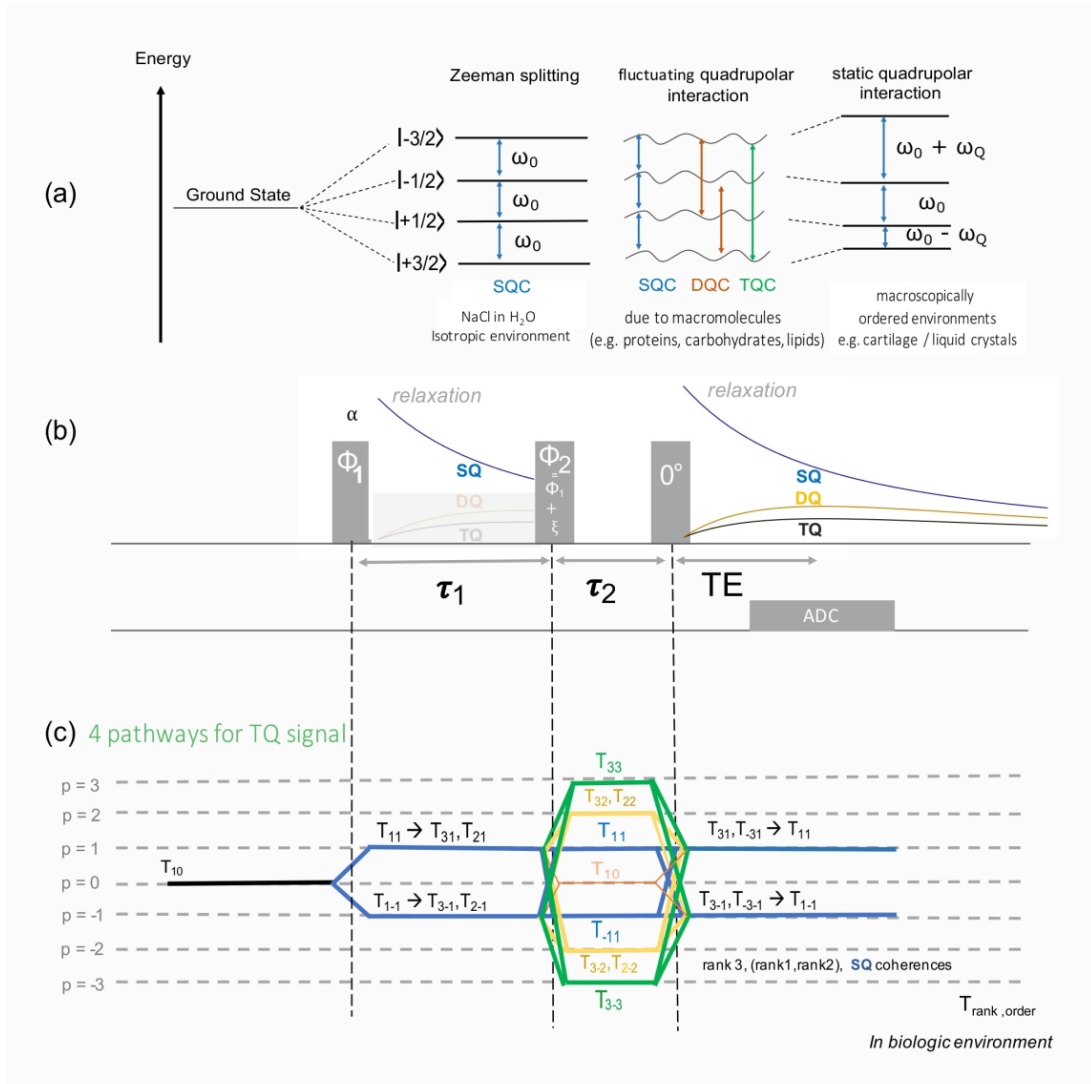 Energy
Zeeman splitting
fluctuating quadrupolar
interaction
static quadrupolar
interaction
(a)
Ground State
|-3/2⟩
|-1/2⟩
|+1/2⟩
|+3/2⟩
ω₀
ω₀
ω₀
ω₀ + ω_Q
ω₀
ω₀ - ω_Q
SQC
SQC DQC TQC
NaCl in H₂O
Isotropic environment
due to macromolecules
(e.g. proteins, carbohydrates, lipids)
macroscopically
ordered environments
e.g. cartilage / liquid crystals
(b)
relaxation
relaxation
α
Φ₁
Φ₂
=
Φ₁
+
ξ
0°
SQ
DQ
TQ
SQ
DQ
TQ
τ₁
τ₂
TE
ADC
(c) 4 pathways for TQ signal
p = 3
p = 2
p = 1
p = 0
p = -1
p = -2
p = -3
T₁₀
T₁₁ → T₃₁,T₂₁
T₁₋₁ → T₃₋₁,T₂₋₁
T₃₃
T₃₂,T₂₂
T₁₁
T₁₀
T₋₁₁
T₃₋₂,T₂₋₂
T₃₋₃
T₃₁,T₋₃₁ → T₁₁
T₃₋₁,T₋₃₋₁ → T₁₋₁
rank 3, (rank1,rank2), SQ coherences
T_rank ,order
In biologic environment